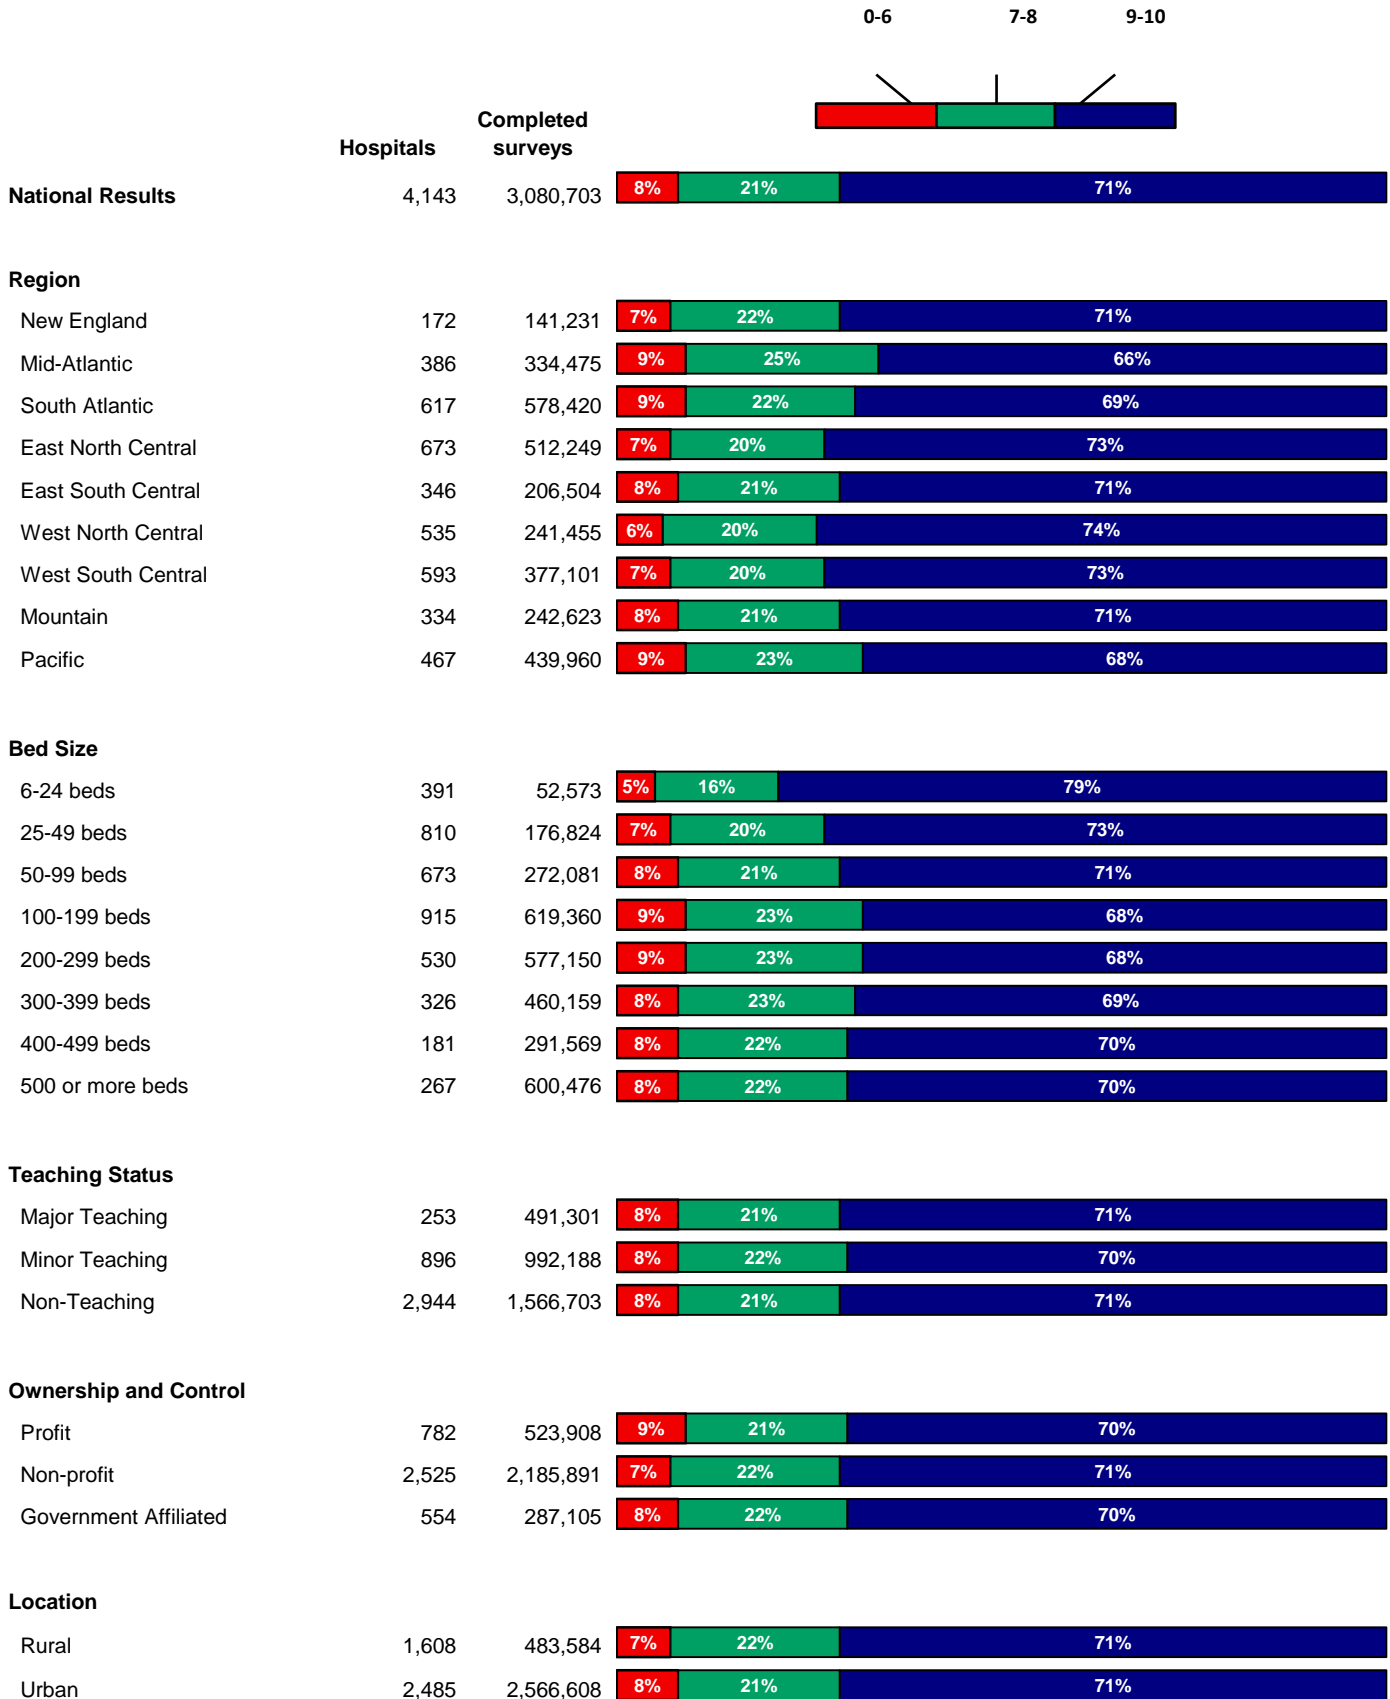 0-6 7-8 9-10
Completed
Hospitals surveys
National Results 4,143 3,080,703 8% 21% 71%
Region
New England 172 141,231 7% 22% 71%
Mid-Atlantic 386 334,475 9% 25% 66%
South Atlantic 617 578,420 9% 22% 69%
East North Central 673 512,249 7% 20% 73%
East South Central 346 206,504 8% 21% 71%
West North Central 535 241,455 6% 20% 74%
West South Central 593 377,101 7% 20% 73%
Mountain 334 242,623 8% 21% 71%
Pacific 467 439,960 9% 23% 68%
Bed Size
6-24 beds 391 52,573 5% 16% 79%
25-49 beds 810 176,824 7% 20% 73%
50-99 beds 673 272,081 8% 21% 71%
100-199 beds 915 619,360 9% 23% 68%
200-299 beds 530 577,150 9% 23% 68%
300-399 beds 326 460,159 8% 23% 69%
400-499 beds 181 291,569 8% 22% 70%
500 or more beds 267 600,476 8% 22% 70%
Teaching Status
Major Teaching 253 491,301 8% 21% 71%
Minor Teaching 896 992,188 8% 22% 70%
Non-Teaching 2,944 1,566,703 8% 21% 71%
Ownership and Control
Profit 782 523,908 9% 21% 70%
Non-profit 2,525 2,185,891 7% 22% 71%
Government Affiliated 554 287,105 8% 22% 70%
Location
Rural 1,608 483,584 7% 22% 71%
Urban 2,485 2,566,608 8% 21% 71%